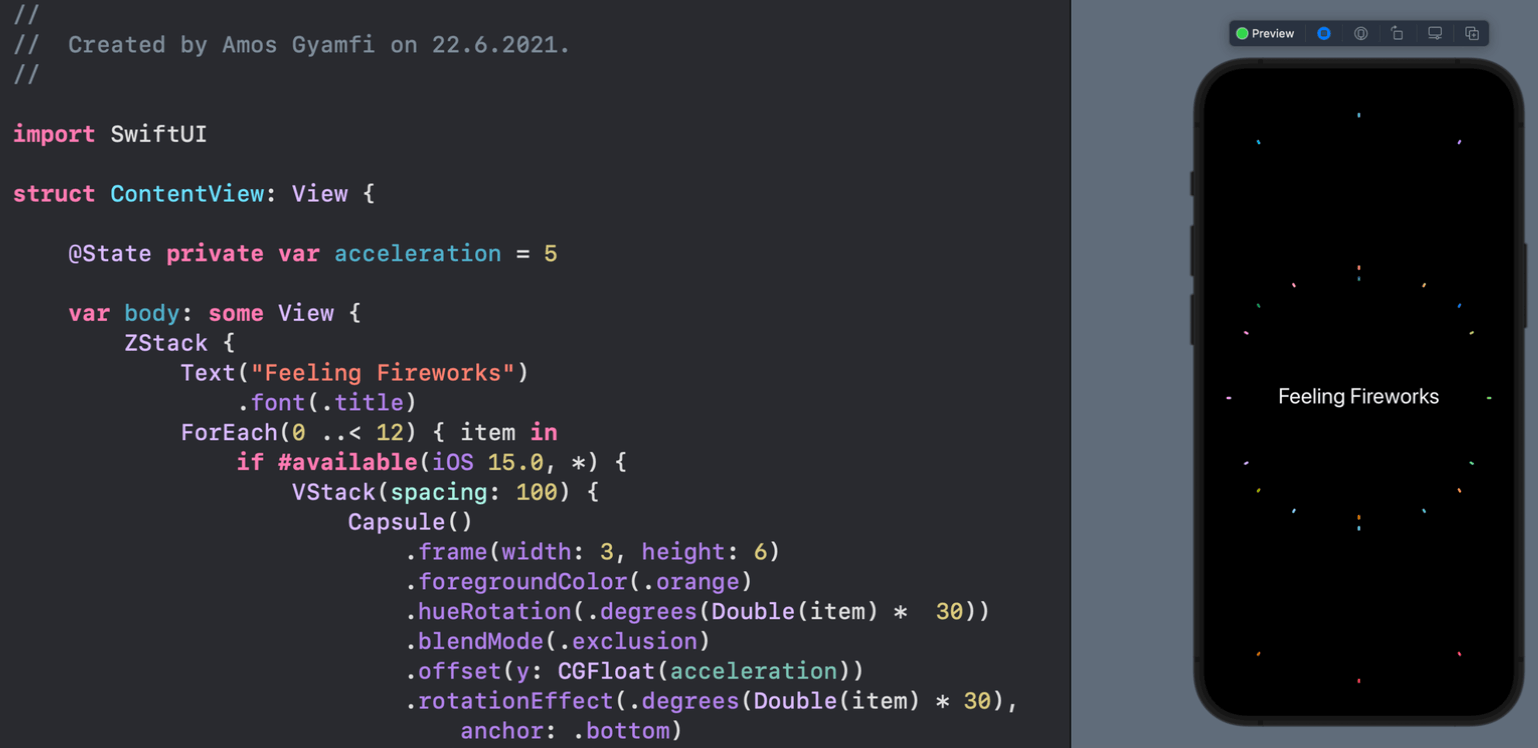 //
//  Created by Amos Gyamfi on 22.6.2021.
//
import SwiftUI
struct ContentView: View {
    @State private var acceleration = 5
    var body: some View {
        ZStack {
            Text("Feeling Fireworks")
                .font(.title)
            ForEach(0 ..< 12) { item in
                if #available(iOS 15.0, *) {
                    VStack(spacing: 100) {
                        Capsule()
                            .frame(width: 3, height: 6)
                            .foregroundColor(.orange)
                            .hueRotation(.degrees(Double(item) *  30))
                            .blendMode(.exclusion)
                            .offset(y: CGFloat(acceleration))
                            .rotationEffect(.degrees(Double(item) * 30),
                                anchor: .bottom)
Preview
Feeling Fireworks